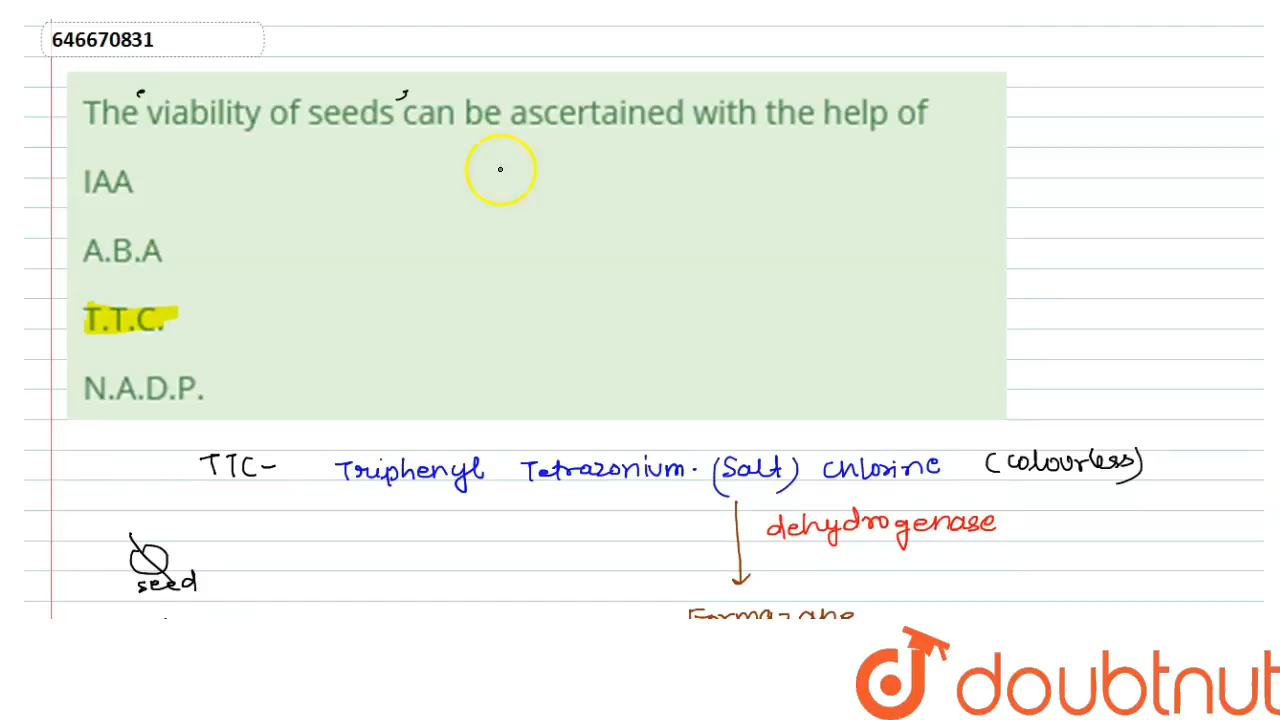 646670831
The viability of seeds can be ascertained with the help of
IAA
A.B.A
T.T.C.
N.A.D.P.
TTC- Triphenyl Tetrazonium. (Salt) Chlorine (colourless)
dehydrogenase
seed
Formazane
doubtnut